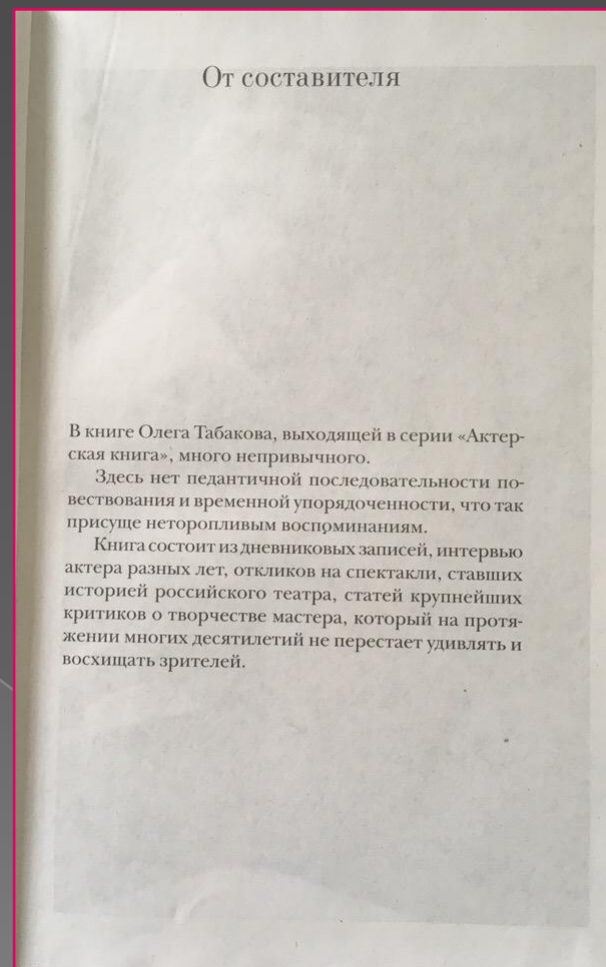 От составителя
В книге Олега Табакова, выходящей в серии «Актер-
ская книга», много непривычного.
Здесь нет педантичной последовательности по-
вествования и временной упорядоченности, что так
присуще неторопливым воспоминаниям.
Книга состоит из дневниковых записей, интервью
актера разных лет, откликов на спектакли, ставших
историей российского театра, статей крупнейших
критиков о творчестве мастера, который на протя-
жении многих десятилетий не перестает удивлять и
восхищать зрителей.